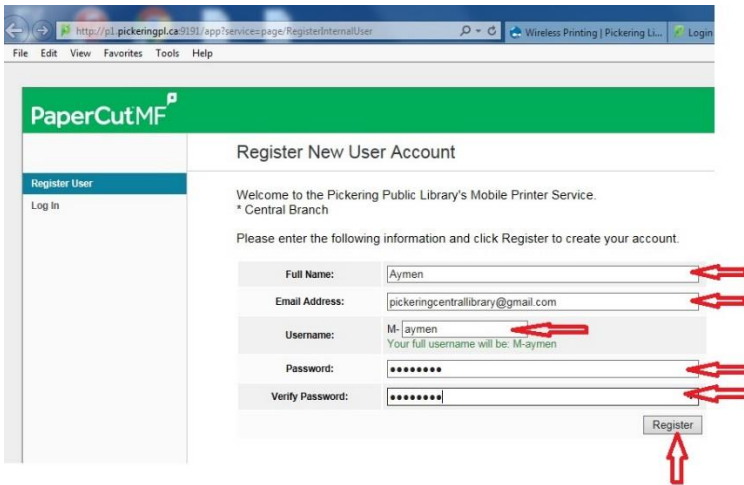 http://p1.pickeringpl.ca:9191/app?service=page/RegisterInternalUser
Wireless Printing | Pickering Li...
Login
File Edit View Favorites Tools Help
PaperCutMF
Register New User Account
Register User
Log In
Welcome to the Pickering Public Library's Mobile Printer Service.
* Central Branch
Please enter the following information and click Register to create your account.
Full Name: Aymen
Email Address: pickeringcentrallibrary@gmail.com
Username: M- aymen
Your full username will be: M-aymen
Password: ●●●●●●●●
Verify Password: ●●●●●●●●
Register